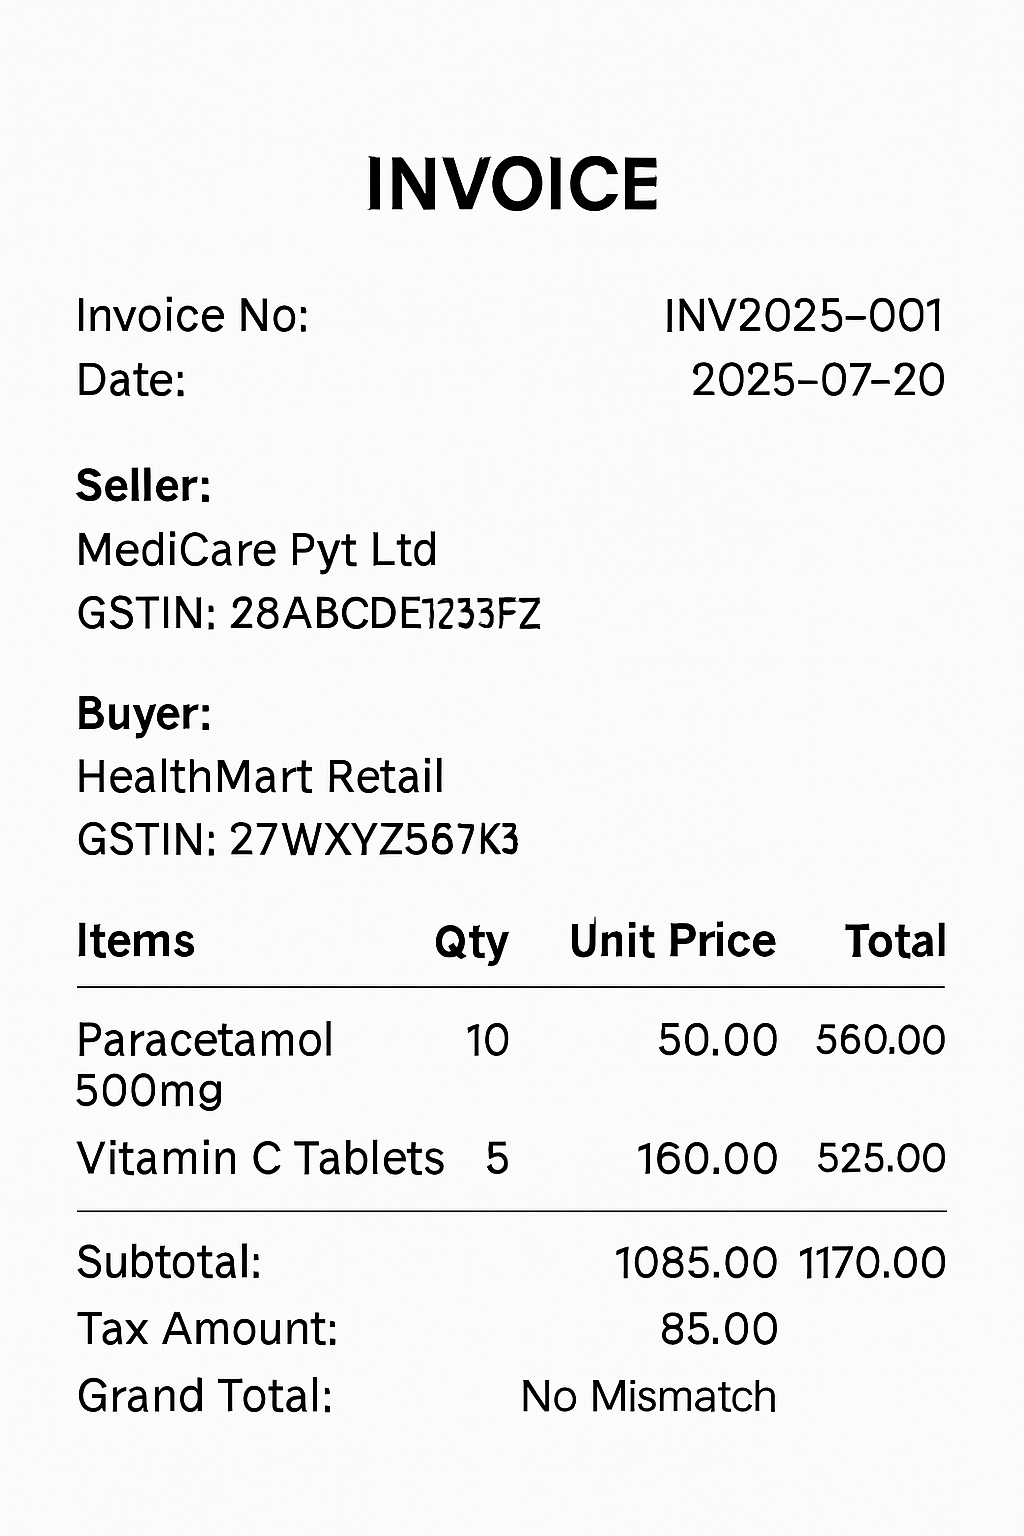 INVOICE
Invoice No: INV2025-001
Date: 2025-07-20
Seller:
MediCare Pyt Ltd
GSTIN: 28ABCDE1233FZ
Buyer:
HealthMart Retail
GSTIN: 27WXYZ567K3
Items Qty Unit Price Total
Paracetamol 10 50.00 560.00
500mg
Vitamin C Tablets 5 160.00 525.00
Subtotal: 1085.00 1170.00
Tax Amount: 85.00
Grand Total: No Mismatch